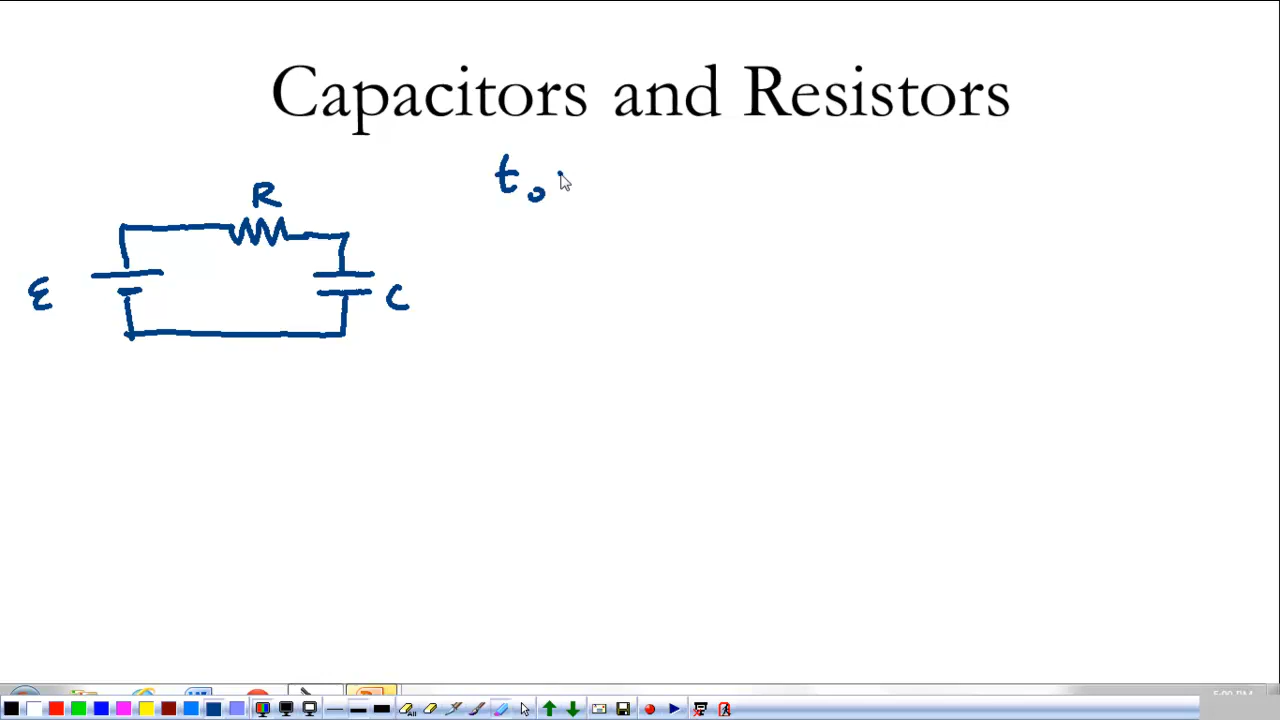 Capacitors and Resistors
t₀
R
ε
C